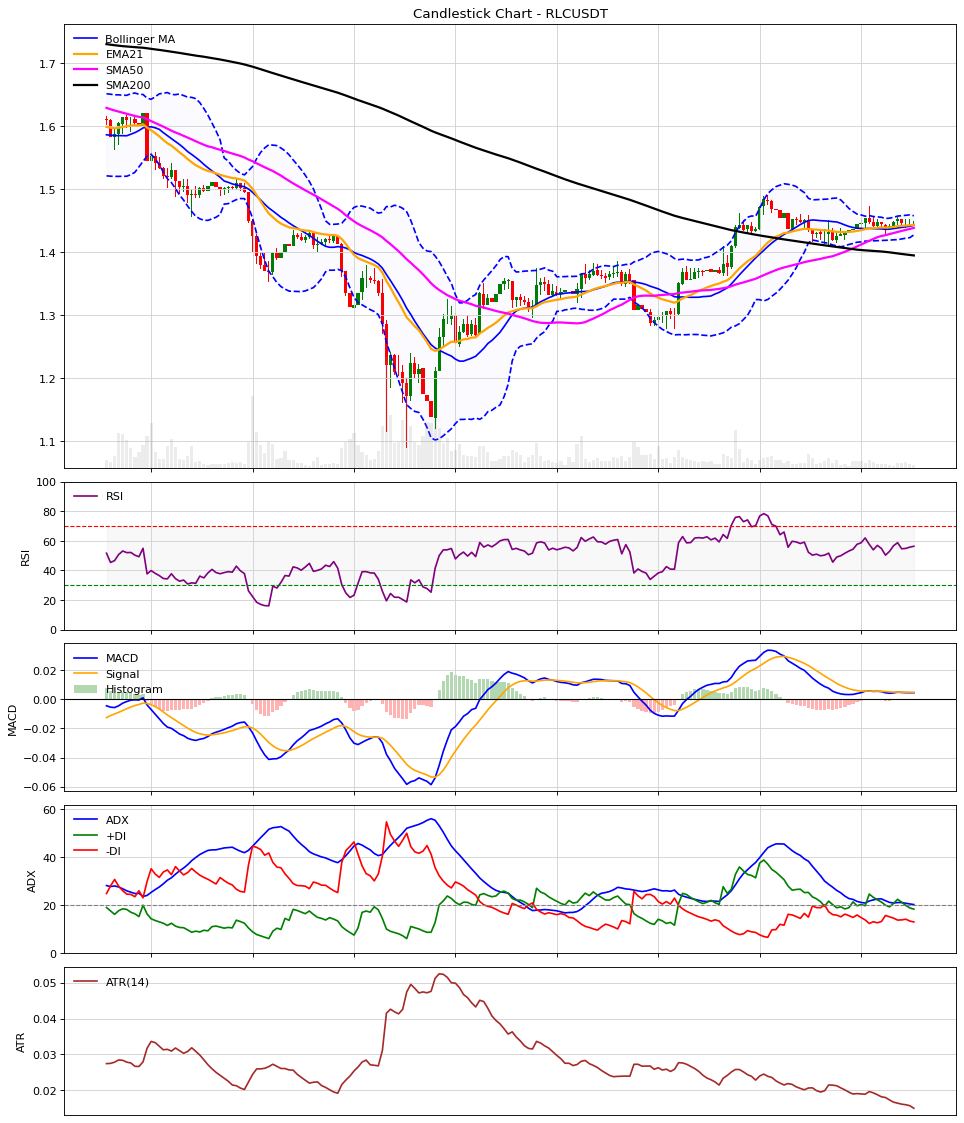 Candlestick Chart - RLCUSDT
Bollinger MA
EMA21
SMA50
SMA200
1.7
1.6
1.5
1.4
1.3
1.2
1.1
RSI
100
80
60
40
20
0
RSI
MACD
Signal
Histogram
0.02
0.00
−0.02
−0.04
−0.06
MACD
ADX
+DI
-DI
60
40
20
0
ADX
ATR(14)
0.05
0.04
0.03
0.02
ATR